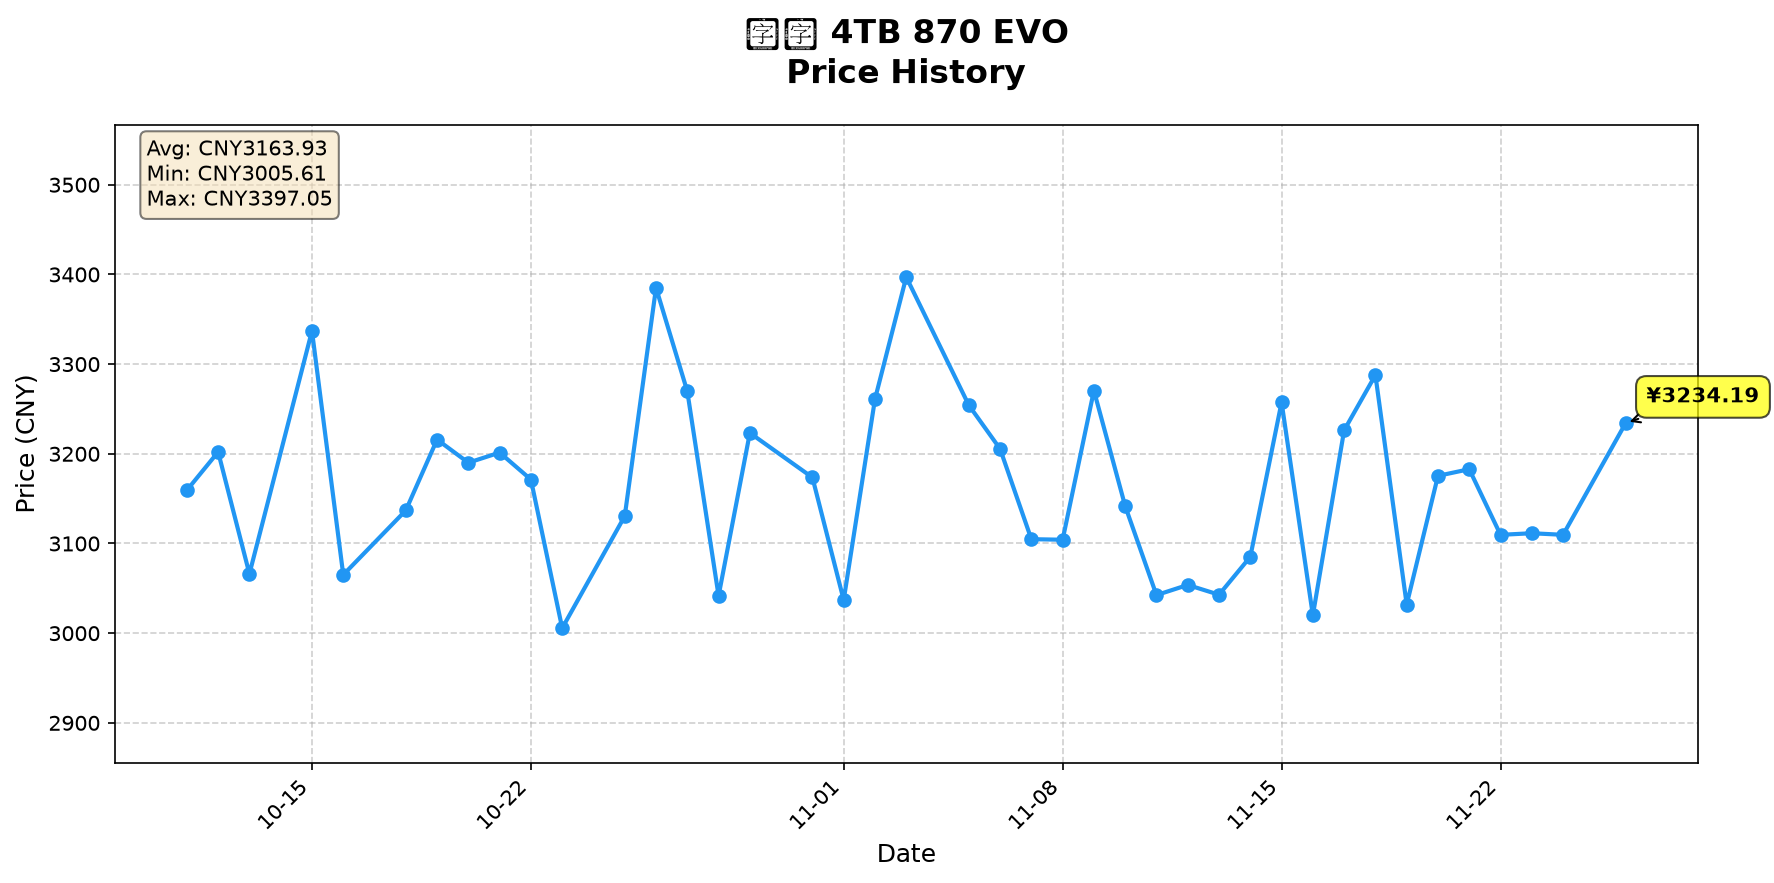 4TB 870 EVO
Price History
Avg: CNY3163.93
Min: CNY3005.61
Max: CNY3397.05
3500
3400
3300
3200
3100
3000
2900
Price (CNY)
¥3234.19
10-15
10-22
11-01
11-08
11-15
11-22
Date